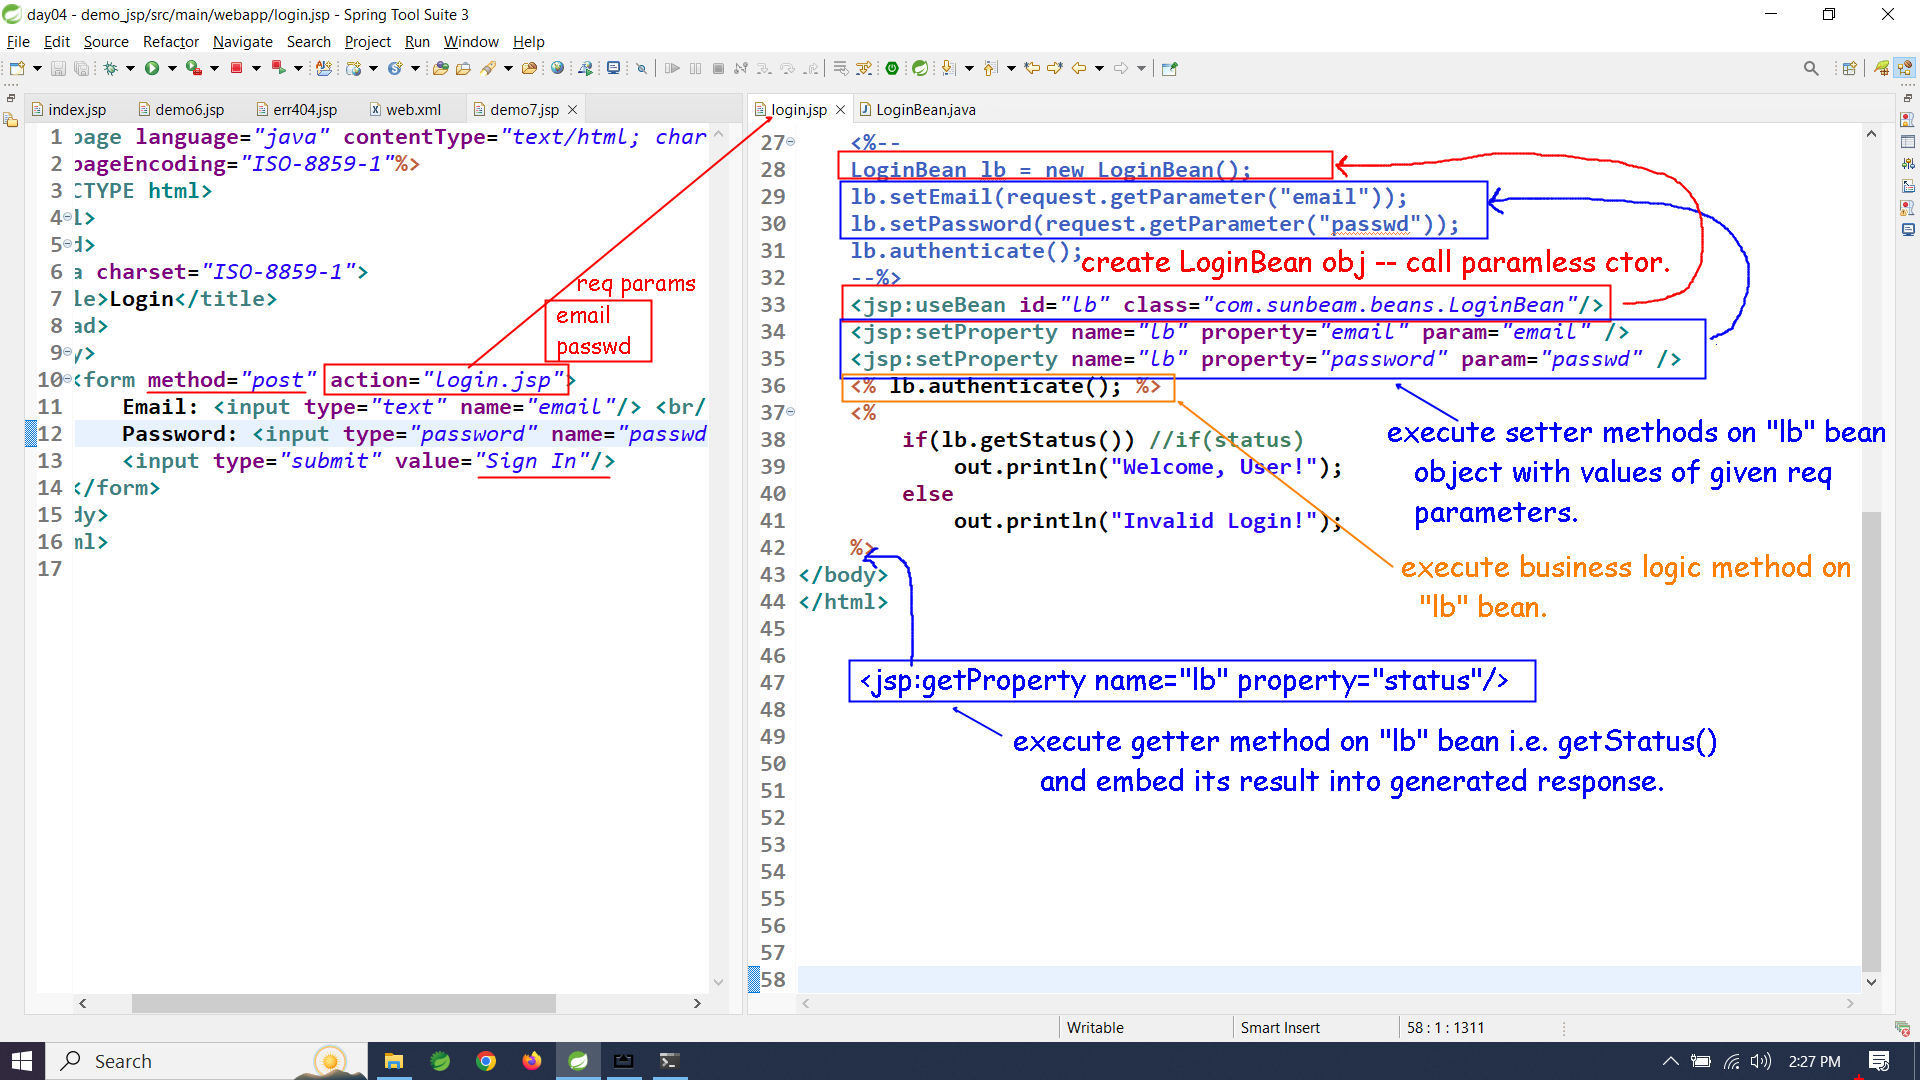 day04 - demo_jsp/src/main/webapp/login.jsp - Spring Tool Suite 3
File Edit Source Refactor Navigate Search Project Run Window Help
index.jsp demo6.jsp err404.jsp web.xml demo7.jsp
1 page language="java" contentType="text/html; char
2 pageEncoding="ISO-8859-1"%>
3 CTYPE html>
4 l>
5 d>
6 a charset="ISO-8859-1">
7 le>Login</title>
8 ad>
9 y>
10 <form method="post" action="login.jsp">
11 Email: <input type="text" name="email"/> <br/
12 Password: <input type="password" name="passwd
13 <input type="submit" value="Sign In"/>
14 </form>
15 dy>
16 ml>
17
req params
email
passwd
login.jsp LoginBean.java
27 <%--
28 LoginBean lb = new LoginBean();
29 lb.setEmail(request.getParameter("email"));
30 lb.setPassword(request.getParameter("passwd"));
31 lb.authenticate();
32 --%>
create LoginBean obj -- call paramless ctor.
33 <jsp:useBean id="lb" class="com.sunbeam.beans.LoginBean"/>
34 <jsp:setProperty name="lb" property="email" param="email" />
35 <jsp:setProperty name="lb" property="password" param="passwd" />
36 <% lb.authenticate(); %>
37 <%
38 if(lb.getStatus()) //if(status)
39 out.println("Welcome, User!");
40 else
41 out.println("Invalid Login!");
42 %>
43 </body>
44 </html>
45
46
47
48
49
50
51
52
53
54
55
56
57
58
execute setter methods on "lb" bean
object with values of given req
parameters.
execute business logic method on
"lb" bean.
<jsp:getProperty name="lb" property="status"/>
execute getter method on "lb" bean i.e. getStatus()
and embed its result into generated response.
Writable Smart Insert 58 : 1 : 1311
Search
2:27 PM